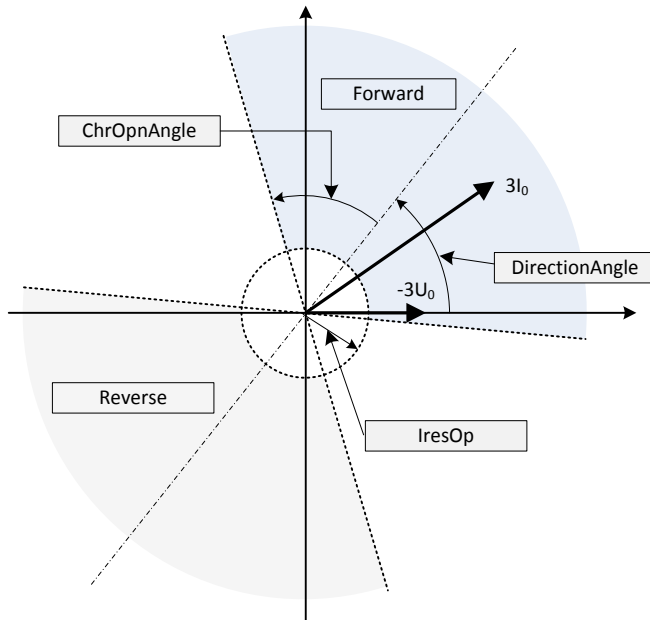 Forward
ChrOpnAngle
3I₀
DirectionAngle
-3U₀
Reverse
IresOp